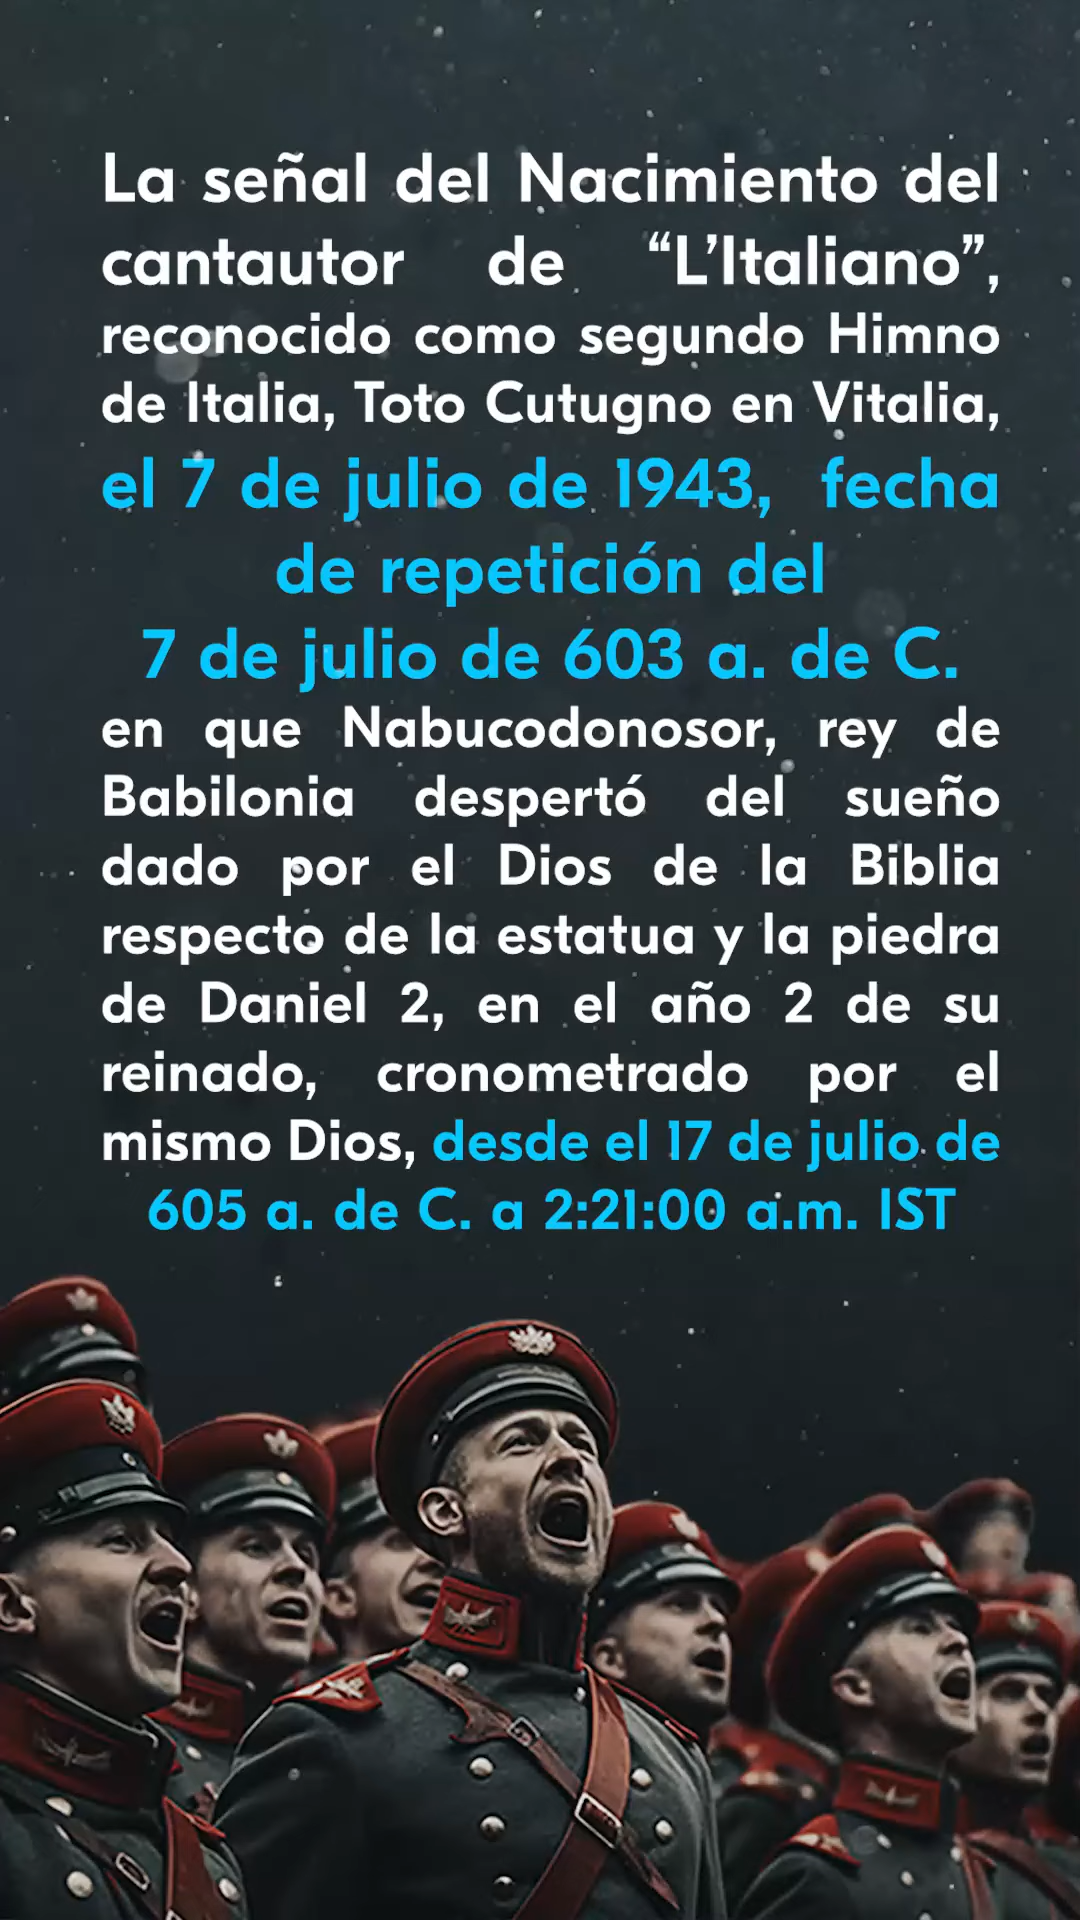 La señal del Nacimiento del
cantautor de “L’Italiano”,
reconocido como segundo Himno
de Italia, Toto Cutugno en Vitalia,
el 7 de julio de 1943, fecha
de repetición del
7 de julio de 603 a. de C.
en que Nabucodonosor, rey de
Babilonia despertó del sueño
dado por el Dios de la Biblia
respecto de la estatua y la piedra
de Daniel 2, en el año 2 de su
reinado, cronometrado por el
mismo Dios, desde el 17 de julio de
605 a. de C. a 2:21:00 a.m. IST